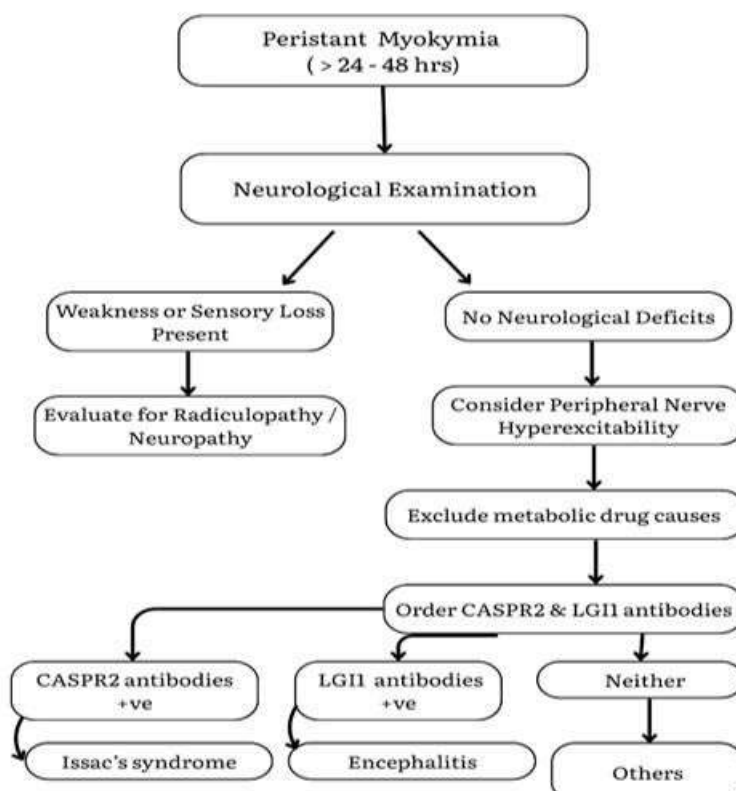 Peristant Myokymia
( > 24 - 48 hrs)
Neurological Examination
Weakness or Sensory Loss
Present
No Neurological Deficits
Evaluate for Radiculopathy /
Neuropathy
Consider Peripheral Nerve
Hyperexcitability
Exclude metabolic drug causes
Order CASPR2 & LGI1 antibodies
CASPR2 antibodies
+ve
LGI1 antibodies
+ve
Neither
Issac's syndrome
Encephalitis
Others